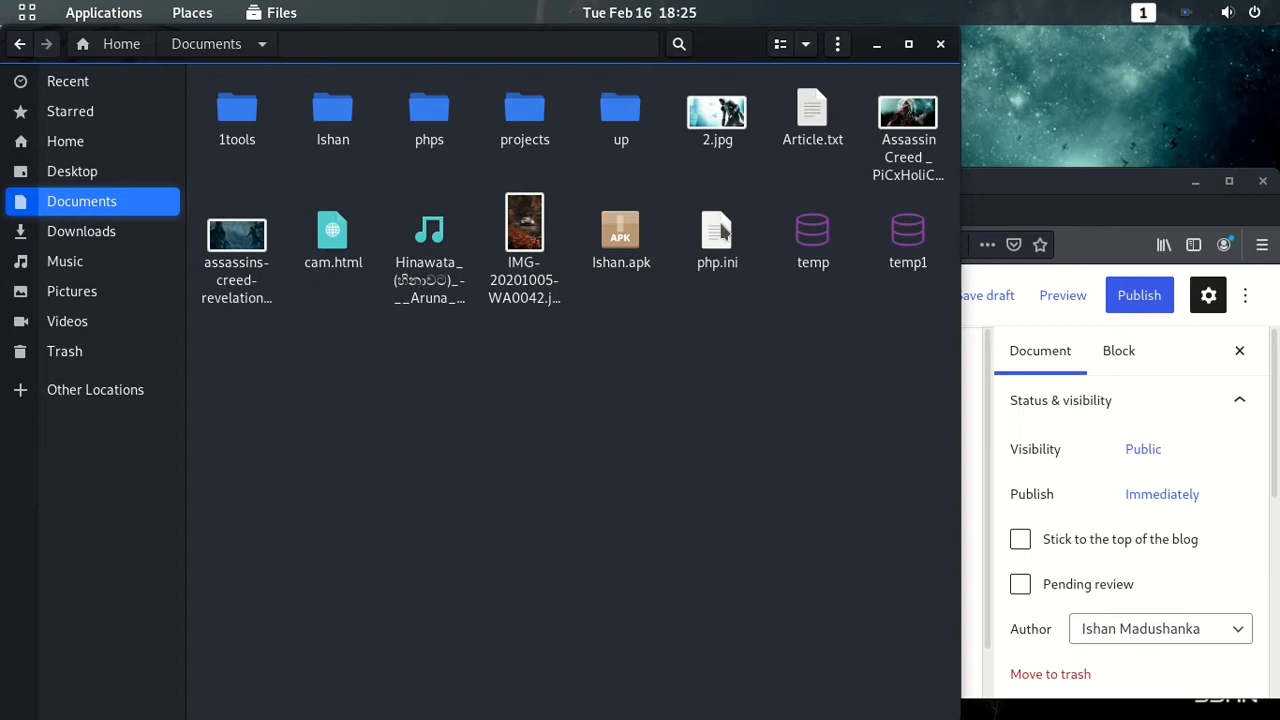 Applications Places Files Tue Feb 16 18:25 1
Home Documents
Recent
Starred
Home
Desktop
Documents
Downloads
Music
Pictures
Videos
Trash
Other Locations
1tools Ishan phps projects up 2.jpg Article.txt Assassin
Creed _
PiCxHoliC...
assassins-
creed-
revelation...
cam.html
Hinawata_
(හිනාවට)_-
__Aruna_...
IMG-
20201005-
WA0042.j...
APK
Ishan.apk
php.ini
temp
temp1
ave draft Preview Publish
Document Block
Status & visibility
Visibility Public
Publish Immediately
Stick to the top of the blog
Pending review
Author Ishan Madushanka
Move to trash